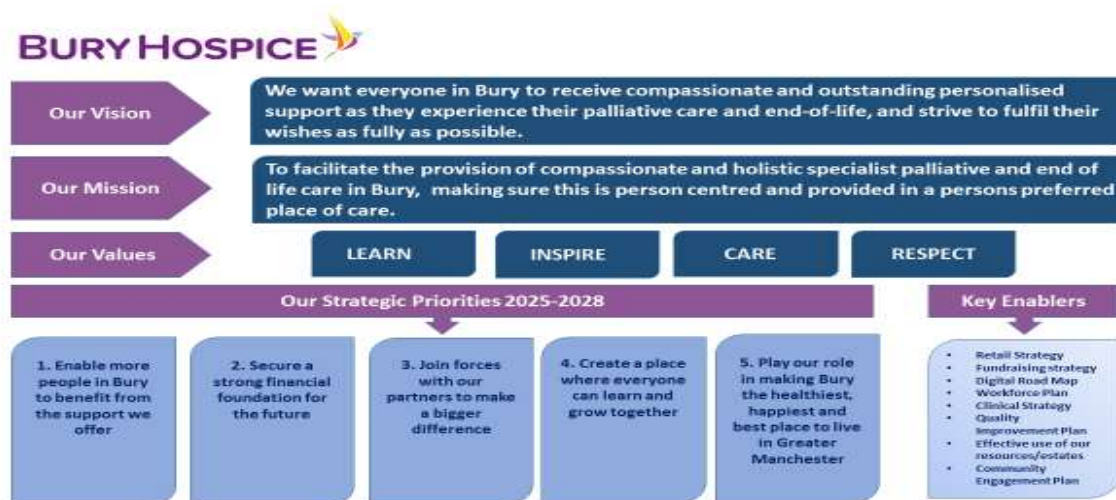 BURY HOSPICE
Our Vision
We want everyone in Bury to receive compassionate and outstanding personalised
support as they experience their palliative care and end-of-life, and strive to fulfil their
wishes as fully as possible.
Our Mission
To facilitate the provision of compassionate and holistic specialist palliative and end of
life care in Bury, making sure this is person centred and provided in a persons preferred
place of care.
Our Values
LEARN
INSPIRE
CARE
RESPECT
Our Strategic Priorities 2025-2028
1. Enable more
people in Bury
to benefit from
the support we
offer
2. Secure a
strong financial
foundation for
the future
3. Join forces
with our
partners to make
a bigger
difference
4. Create a place
where everyone
can learn and
grow together
5. Play our role
in making Bury
the healthiest,
happiest and
best place to live
in Greater
Manchester
Key Enablers
• Retail Strategy
• Fundraising strategy
• Digital Road Map
• Workforce Plan
• Clinical Strategy
• Quality
Improvement Plan
• Effective use of our
resources/estates
• Community
Engagement Plan